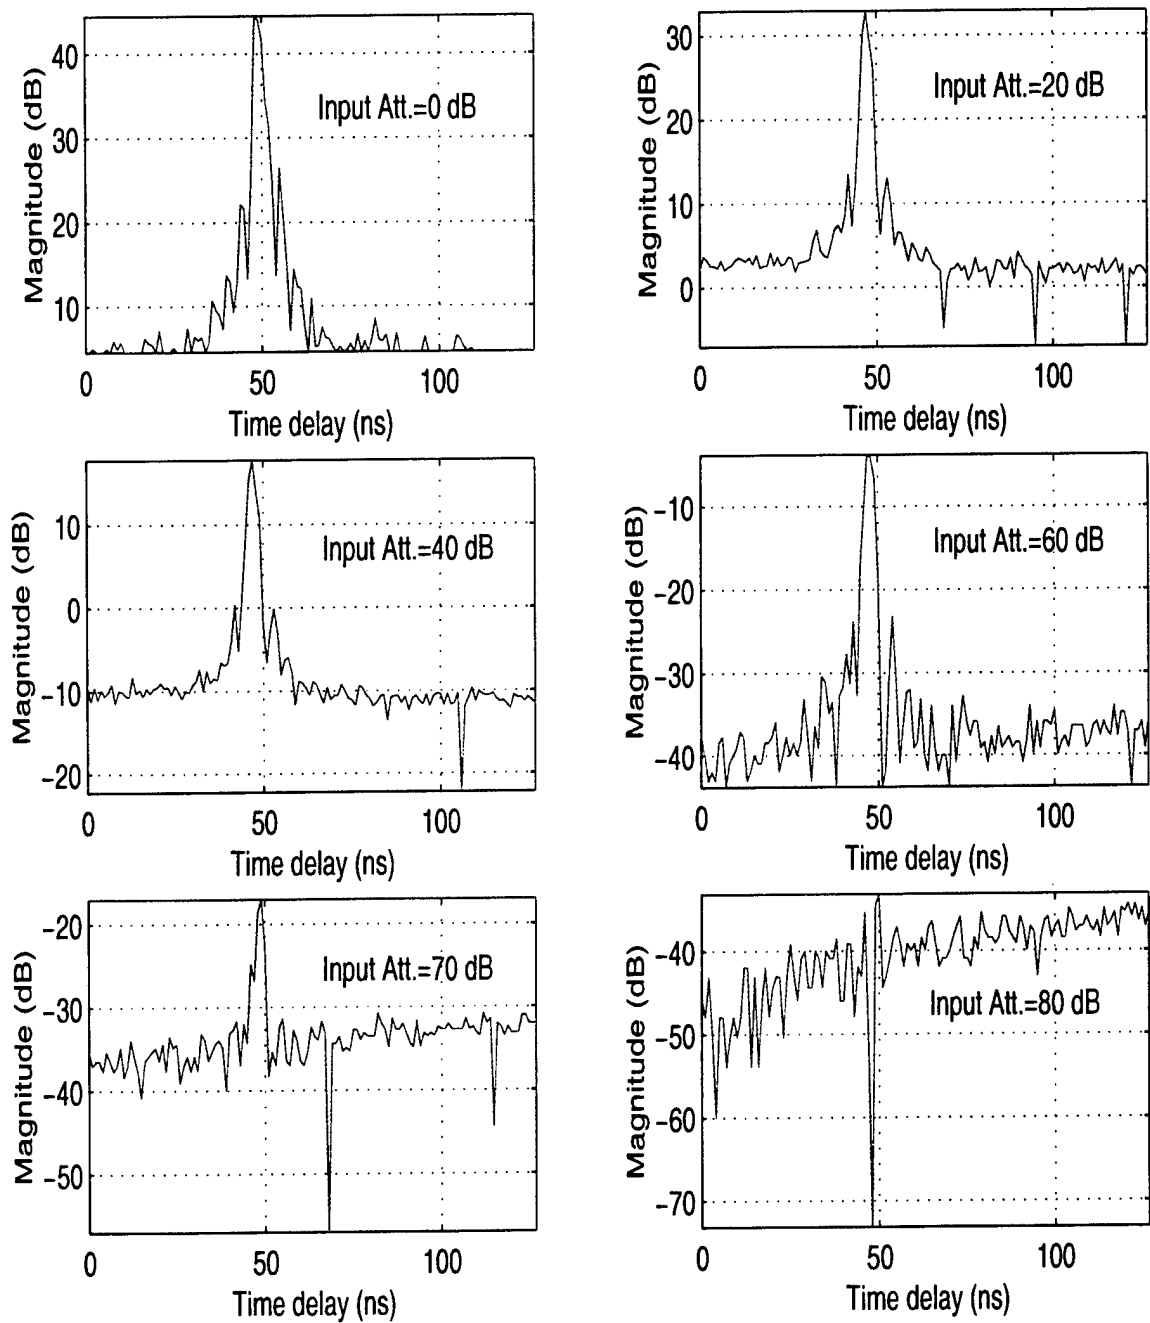 Magnitude (dB)
40
30
20
10
Input Att.=0 dB
0 50 100
Time delay (ns)
Magnitude (dB)
30
20
10
0
Input Att.=20 dB
0 50 100
Time delay (ns)
Magnitude (dB)
10
0
-10
-20
Input Att.=40 dB
0 50 100
Time delay (ns)
Magnitude (dB)
-10
-20
-30
-40
Input Att.=60 dB
0 50 100
Time delay (ns)
Magnitude (dB)
-20
-30
-40
-50
Input Att.=70 dB
0 50 100
Time delay (ns)
Magnitude (dB)
-40
-50
-60
-70
Input Att.=80 dB
0 50 100
Time delay (ns)